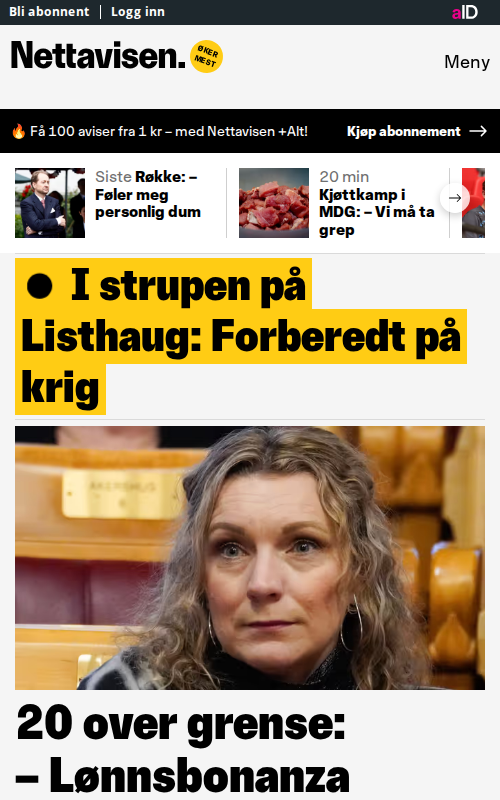 Bli abonnent
Logg inn
aID
Nettavisen.
ØKER
MEST
Meny
🔥 Få 100 aviser fra 1 kr – med Nettavisen +Alt!
Kjøp abonnement
Siste Røkke: –
Føler meg
personlig dum
20 min
Kjøttkamp i
MDG: – Vi må ta
grep
I strupen på
Listhaug: Forberedt på
krig
20 over grense:
– Lønnsbonanza